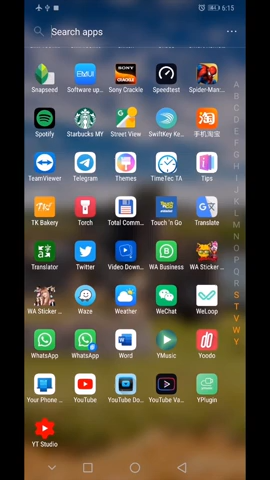 6:15
Search apps
Snapseed Software up... Sony Crackle Speedtest Spider-Man:
Spotify Starbucks MY Street View SwiftKey Ke... 手机淘宝
TeamViewer Telegram Themes TimeTec TA Tips
TK Bakery Torch Total Comm... Touch 'n Go Translate
Translator Twitter Video Down... WA Business WA Sticker ...
WA Sticker ... Waze Weather WeChat WeLoop
WhatsApp WhatsApp Word YMusic Yoodo
Your Phone ... YouTube YouTube Do... YouTube Va... YPlugin
YT Studio
A
B
C
D
E
F
G
H
I
J
K
L
M
N
O
P
Q
R
S
T
V
W
Y